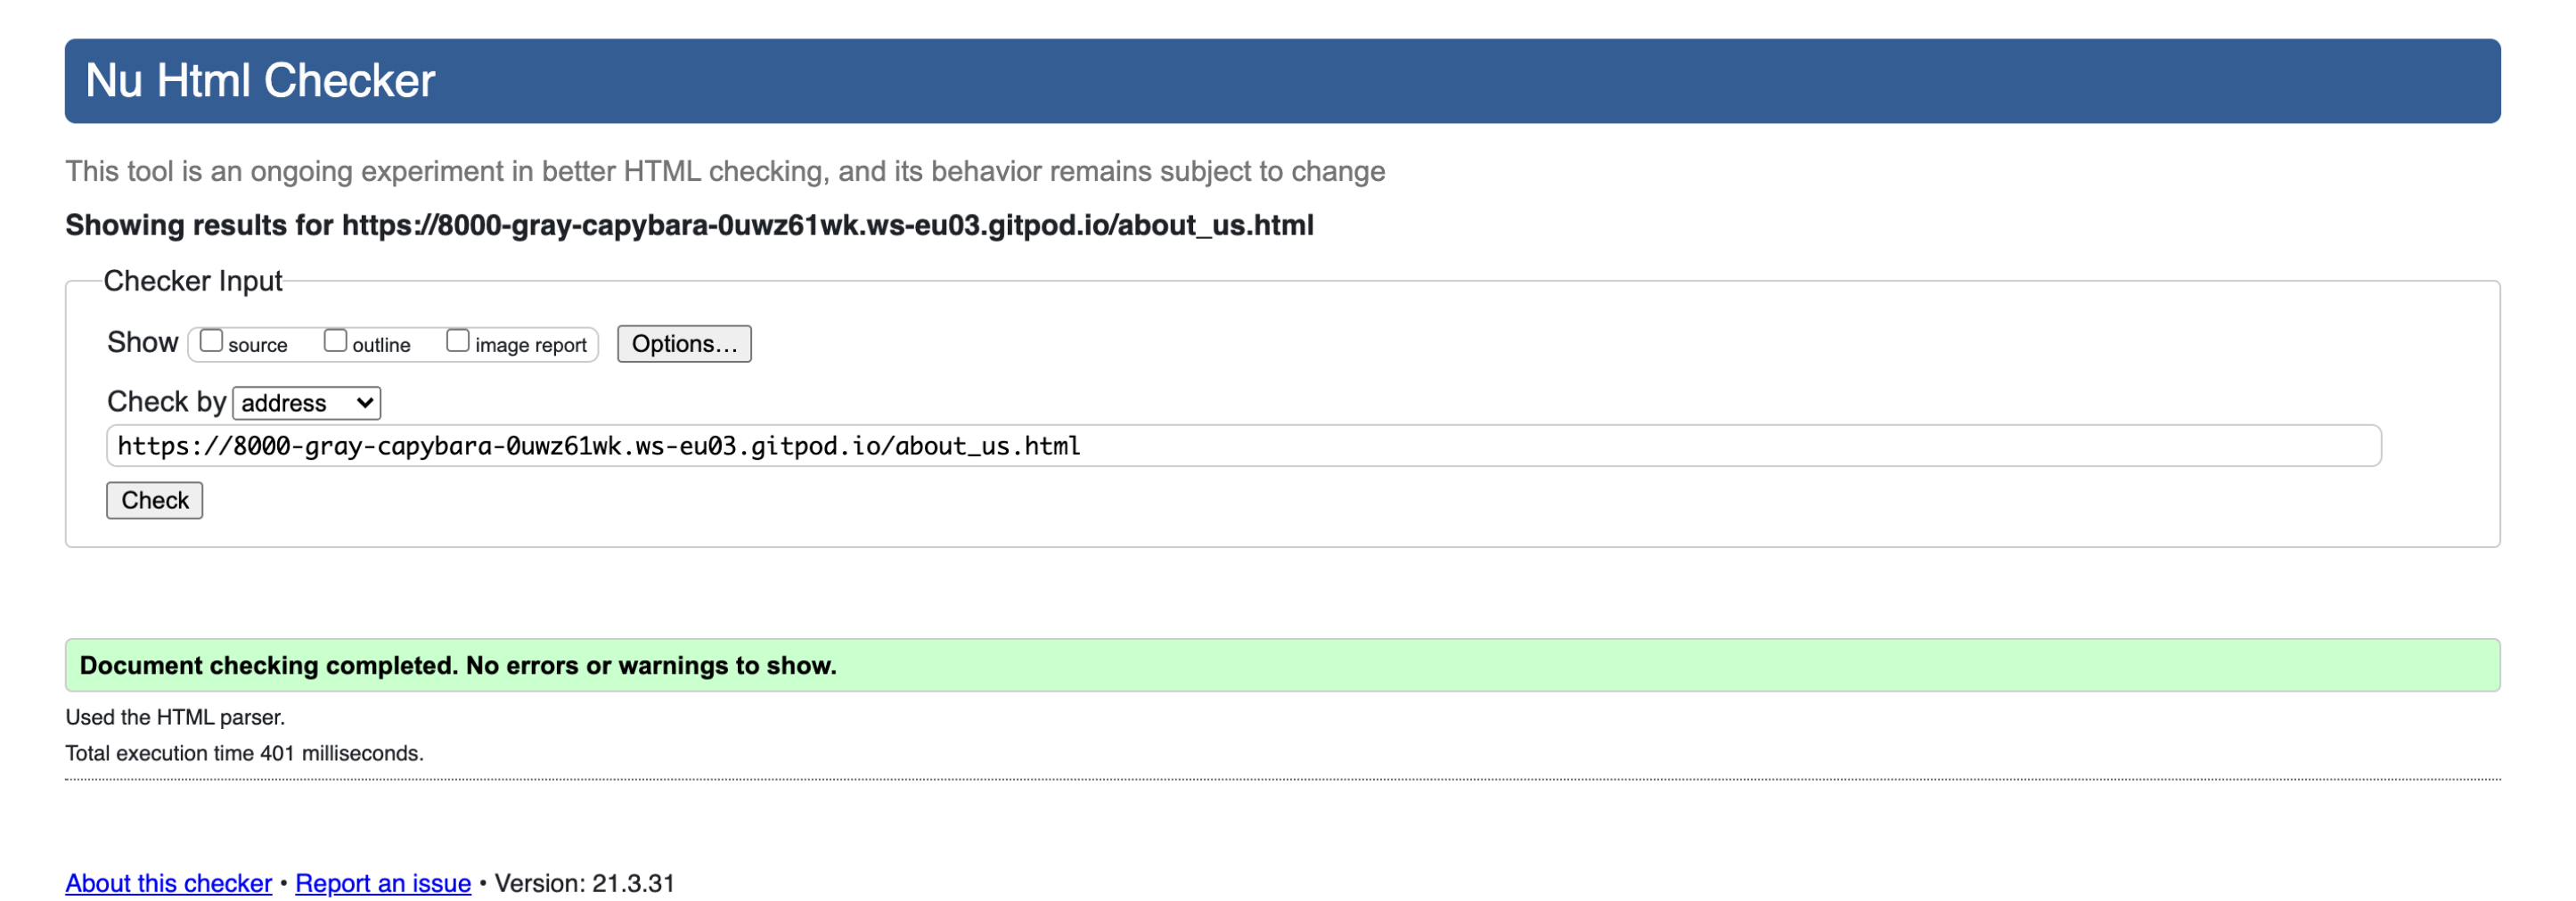 Nu Html Checker
This tool is an ongoing experiment in better HTML checking, and its behavior remains subject to change
Showing results for https://8000-gray-capybara-0uwz61wk.ws-eu03.gitpod.io/about_us.html
Checker Input
Show source outline image report Options...
Check by address
https://8000-gray-capybara-0uwz61wk.ws-eu03.gitpod.io/about_us.html
Check
Document checking completed. No errors or warnings to show.
Used the HTML parser.
Total execution time 401 milliseconds.
About this checker • Report an issue • Version: 21.3.31